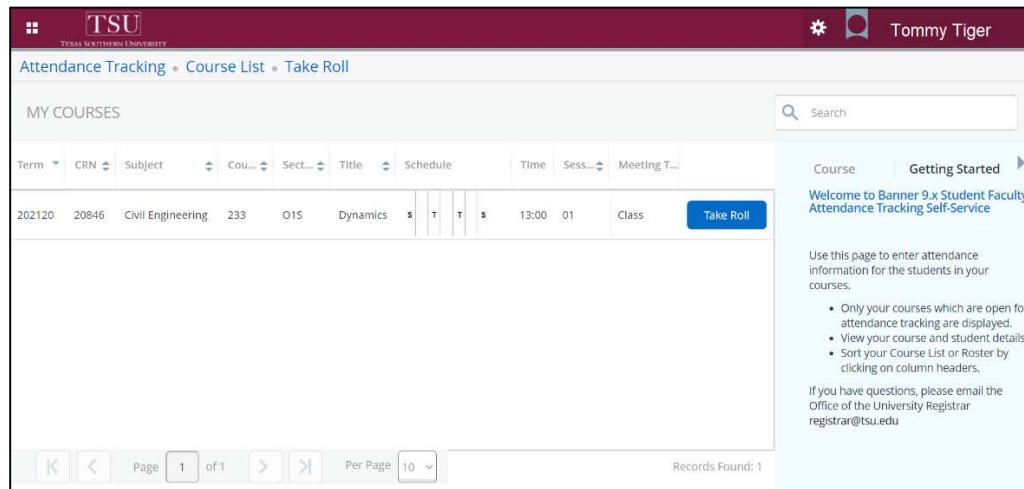 TSU
TEXAS SOUTHERN UNIVERSITY
Tommy Tiger
Attendance Tracking • Course List • Take Roll
MY COURSES
Search
Term CRN Subject Cou... Sect... Title Schedule Time Sess... Meeting T...
202120 20846 Civil Engineering 233 O1S Dynamics S T T S 13:00 01 Class Take Roll
Course Getting Started
Welcome to Banner 9.x Student Faculty
Attendance Tracking Self-Service
Use this page to enter attendance
information for the students in your
courses.
• Only your courses which are open fo
attendance tracking are displayed.
• View your course and student details
• Sort your Course List or Roster by
clicking on column headers.
If you have questions, please email the
Office of the University Registrar
registrar@tsu.edu
Page 1 of 1 Per Page 10 Records Found: 1